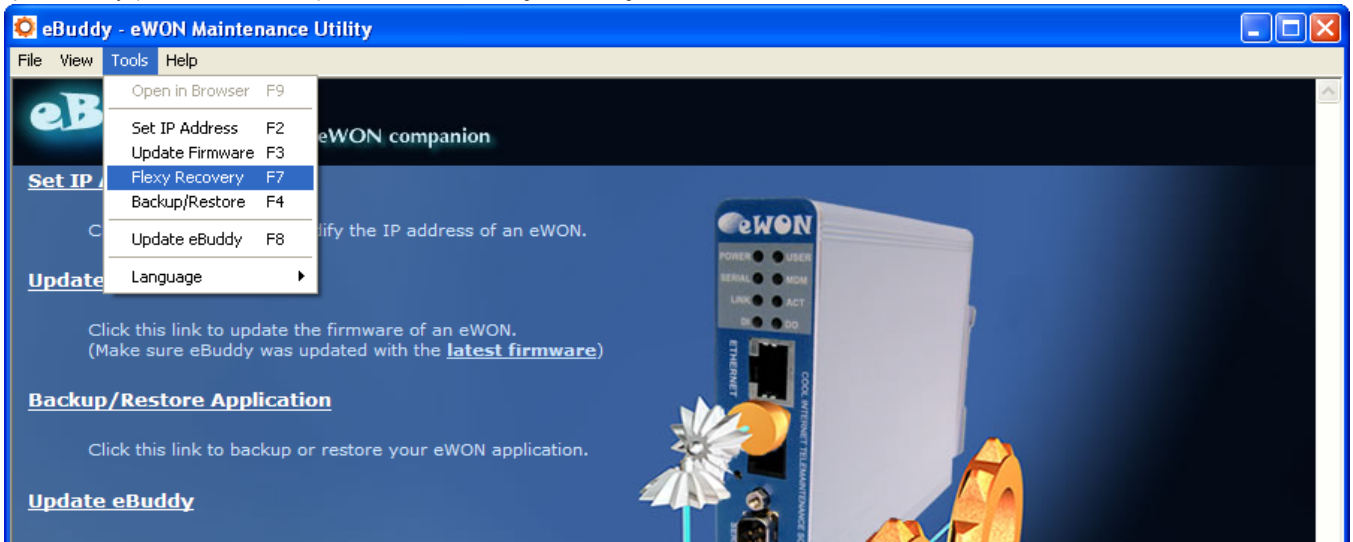 eBuddy - eWON Maintenance Utility
File View Tools Help
Open in Browser F9
Set IP Address F2
Update Firmware F3
Flexy Recovery F7
Backup/Restore F4
Update eBuddy F8
Language
eB
eWON companion
Set IP
dify the IP address of an eWON.
Update
Click this link to update the firmware of an eWON.
(Make sure eBuddy was updated with the latest firmware)
Backup/Restore Application
Click this link to backup or restore your eWON application.
Update eBuddy
eWON
POWER USER
SERIAL MDM
LINK ACT
DI DO
ETHERNET
COOL INTERNET TELEMAINTENANCE